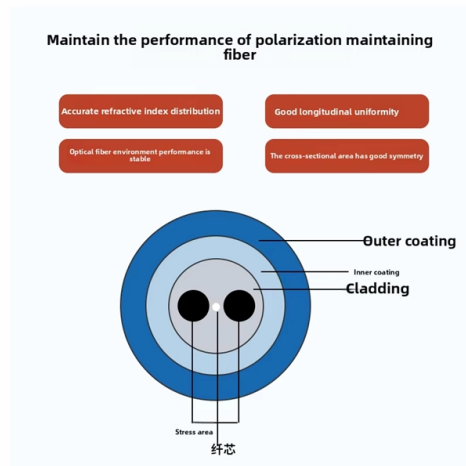 Maintain the performance of polarization maintaining
fiber
Accurate refractive index distribution
Good longitudinal uniformity
Optical fiber environment performance is
stable
The cross-sectional area has good symmetry
Outer coating
Inner coating
Cladding
Stress area
纤芯